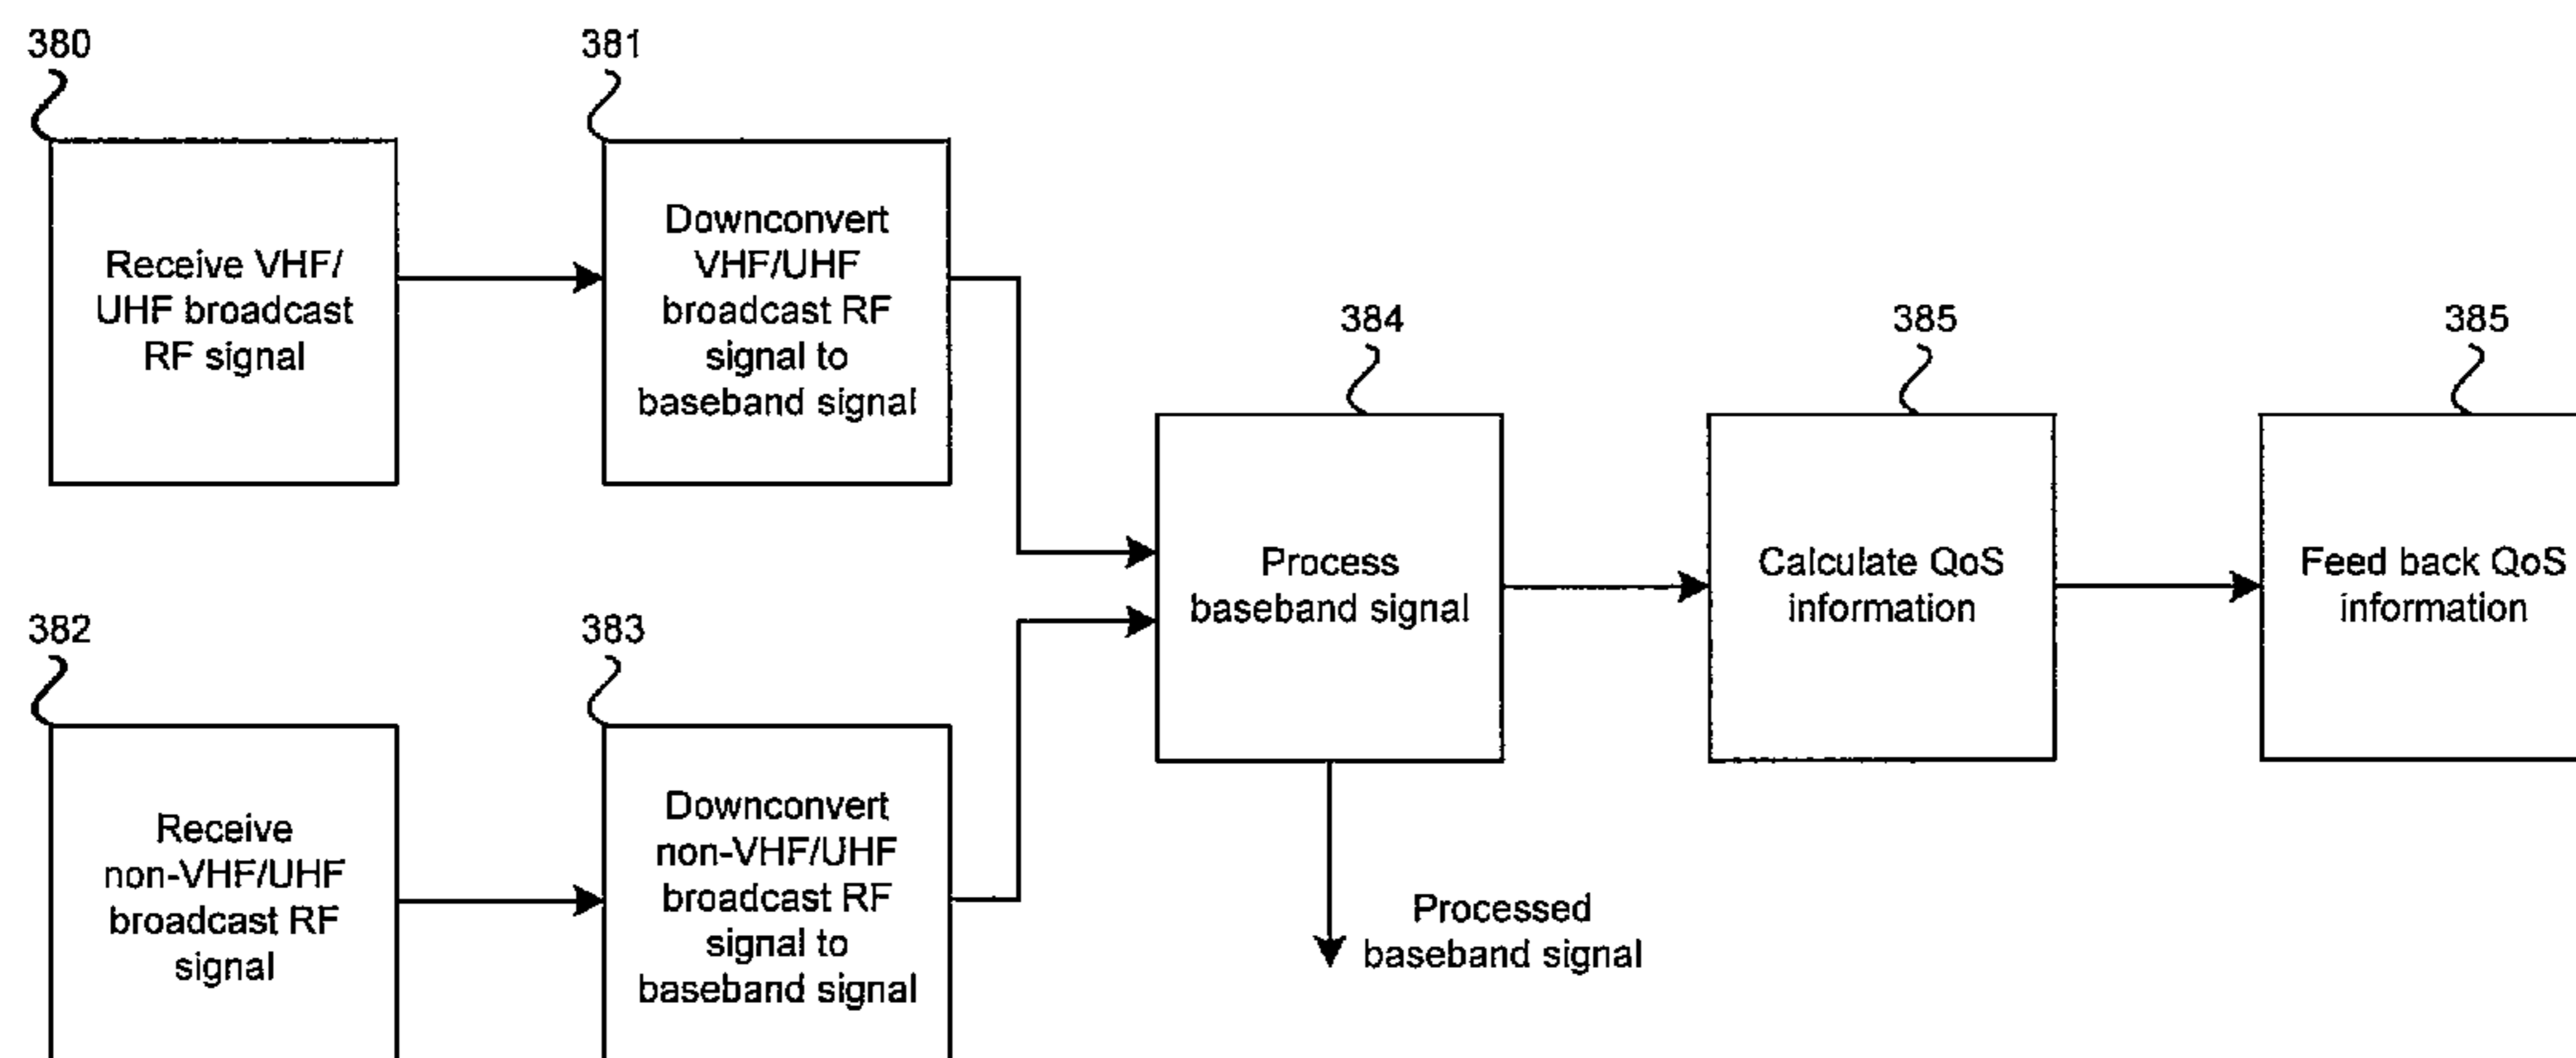 380
Receive VHF/
UHF broadcast
RF signal
381
Downconvert
VHF/UHF
broadcast RF
signal to
baseband signal
382
Receive
non-VHF/UHF
broadcast RF
signal
383
Downconvert
non-VHF/UHF
broadcast RF
signal to
baseband signal
384
Process
baseband signal
Processed
baseband signal
385
Calculate QoS
information
385
Feed back QoS
information